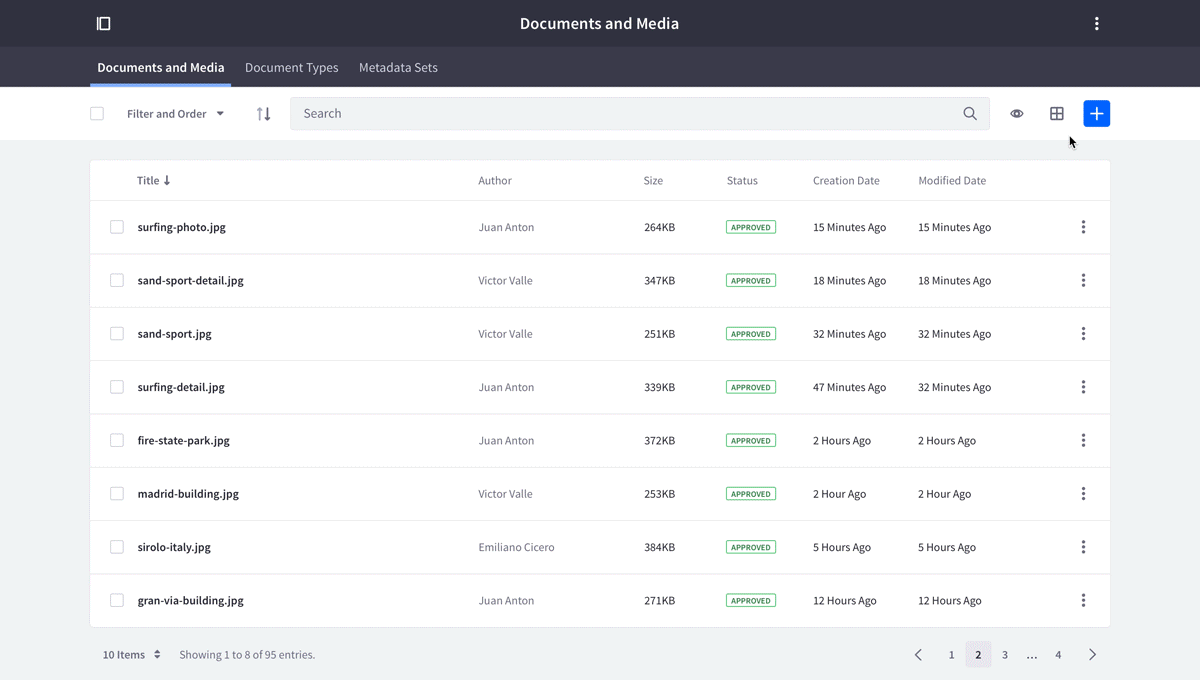 Documents and Media
Documents and Media Document Types Metadata Sets
Filter and Order Search
Title Author Size Status Creation Date Modified Date
surfing-photo.jpg Juan Anton 264KB APPROVED 15 Minutes Ago 15 Minutes Ago
sand-sport-detail.jpg Victor Valle 347KB APPROVED 18 Minutes Ago 18 Minutes Ago
sand-sport.jpg Victor Valle 251KB APPROVED 32 Minutes Ago 32 Minutes Ago
surfing-detail.jpg Juan Anton 339KB APPROVED 47 Minutes Ago 32 Minutes Ago
fire-state-park.jpg Juan Anton 372KB APPROVED 2 Hours Ago 2 Hours Ago
madrid-building.jpg Victor Valle 253KB APPROVED 2 Hour Ago 2 Hour Ago
sirolo-italy.jpg Emiliano Cicero 384KB APPROVED 5 Hours Ago 5 Hours Ago
gran-via-building.jpg Juan Anton 271KB APPROVED 12 Hours Ago 12 Hours Ago
10 Items Showing 1 to 8 of 95 entries. 1 2 3 ... 4